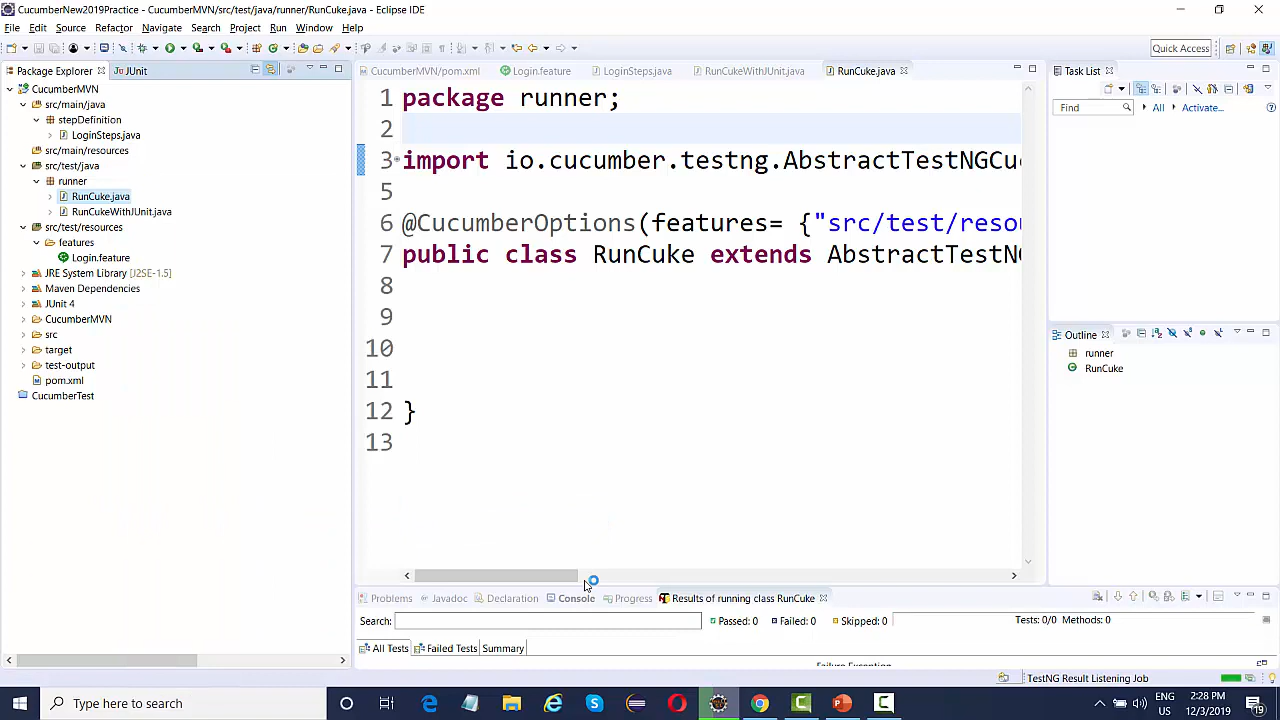 CucumberNew2019Practice - CucumberMVN/src/test/java/runner/RunCuke.java - Eclipse IDE
File Edit Source Refactor Navigate Search Project Run Window Help
Quick Access
Package Explorer JUnit
CucumberMVN/pom.xml Login.feature LoginSteps.java RunCukeWithJUnit.java RunCuke.java
Task List
CucumberMVN
src/main/java
stepDefinition
LoginSteps.java
src/main/resources
src/test/java
runner
RunCuke.java
RunCukeWithJUnit.java
src/test/resources
features
Login.feature
JRE System Library [J2SE-1.5]
Maven Dependencies
JUnit 4
CucumberMVN
src
target
test-output
pom.xml
CucumberTest
1 package runner;
2
3 import io.cucumber.testng.AbstractTestNGCu
5
6 @CucumberOptions(features= {"src/test/reso
7 public class RunCuke extends AbstractTestN
8
9
10
11
12 }
13
Find All Activate...
Outline
runner
RunCuke
Problems Javadoc Declaration Console Progress Results of running class RunCuke
Search: Passed: 0 Failed: 0 Skipped: 0 Tests: 0/0 Methods: 0
All Tests Failed Tests Summary
Failure Exception
TestNG Result Listening Job
Type here to search
ENG
US
2:28 PM
12/3/2019
19